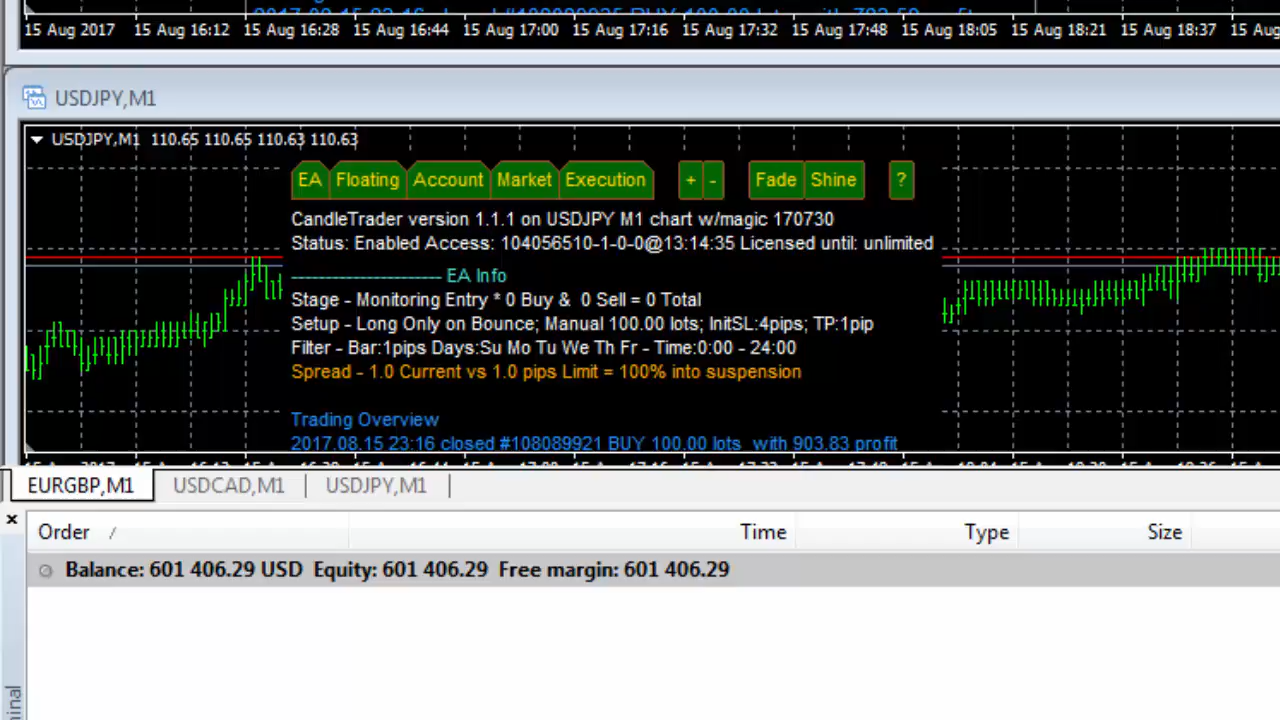 15 Aug 2017 15 Aug 16:12 15 Aug 16:28 15 Aug 16:44 15 Aug 17:00 15 Aug 17:16 15 Aug 17:32 15 Aug 17:48 15 Aug 18:05 15 Aug 18:21 15 Aug 18:37 15 Aug
USDJPY,M1
USDJPY,M1 110.65 110.65 110.63 110.63
EA Floating Account Market Execution + - Fade Shine ?
CandleTrader version 1.1.1 on USDJPY M1 chart w/magic 170730
Status: Enabled Access: 104056510-1-0-0@13:14:35 Licensed until: unlimited
---------------------- EA Info
Stage - Monitoring Entry * 0 Buy & 0 Sell = 0 Total
Setup - Long Only on Bounce; Manual 100.00 lots; InitSL:4pips; TP:1pip
Filter - Bar:1pips Days:Su Mo Tu We Th Fr - Time:0:00 - 24:00
Spread - 1.0 Current vs 1.0 pips Limit = 100% into suspension
Trading Overview
2017.08.15 23:16 closed #108089921 BUY 100.00 lots with 903.83 profit
EURGBP,M1 USDCAD,M1 USDJPY,M1
Order / Time Type Size
Balance: 601 406.29 USD Equity: 601 406.29 Free margin: 601 406.29